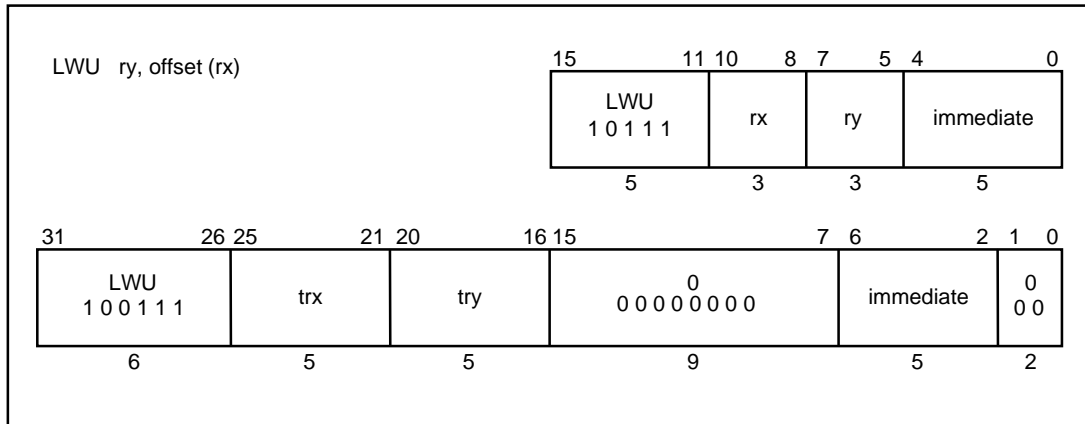 LWU ry, offset (rx)
15 11 10 8 7 5 4 0
LWU rx ry immediate
1 0 1 1 1
5 3 3 5
31 26 25 21 20 16 15 7 6 2 1 0
LWU trx try 0 immediate 0
1 0 0 1 1 1 0 0 0 0 0 0 0 0 0 0
6 5 5 9 5 2